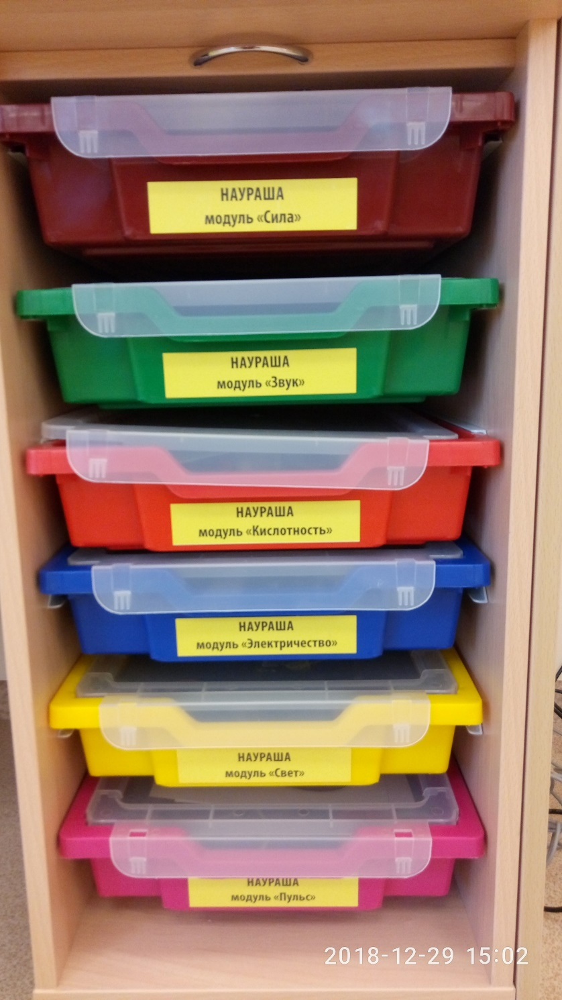 НАУРАША
модуль «Сила»
НАУРАША
модуль «Звук»
НАУРАША
модуль «Кислотность»
НАУРАША
модуль «Электричество»
НАУРАША
модуль «Свет»
НАУРАША
модуль «Пульс»
2018-12-29 15:02